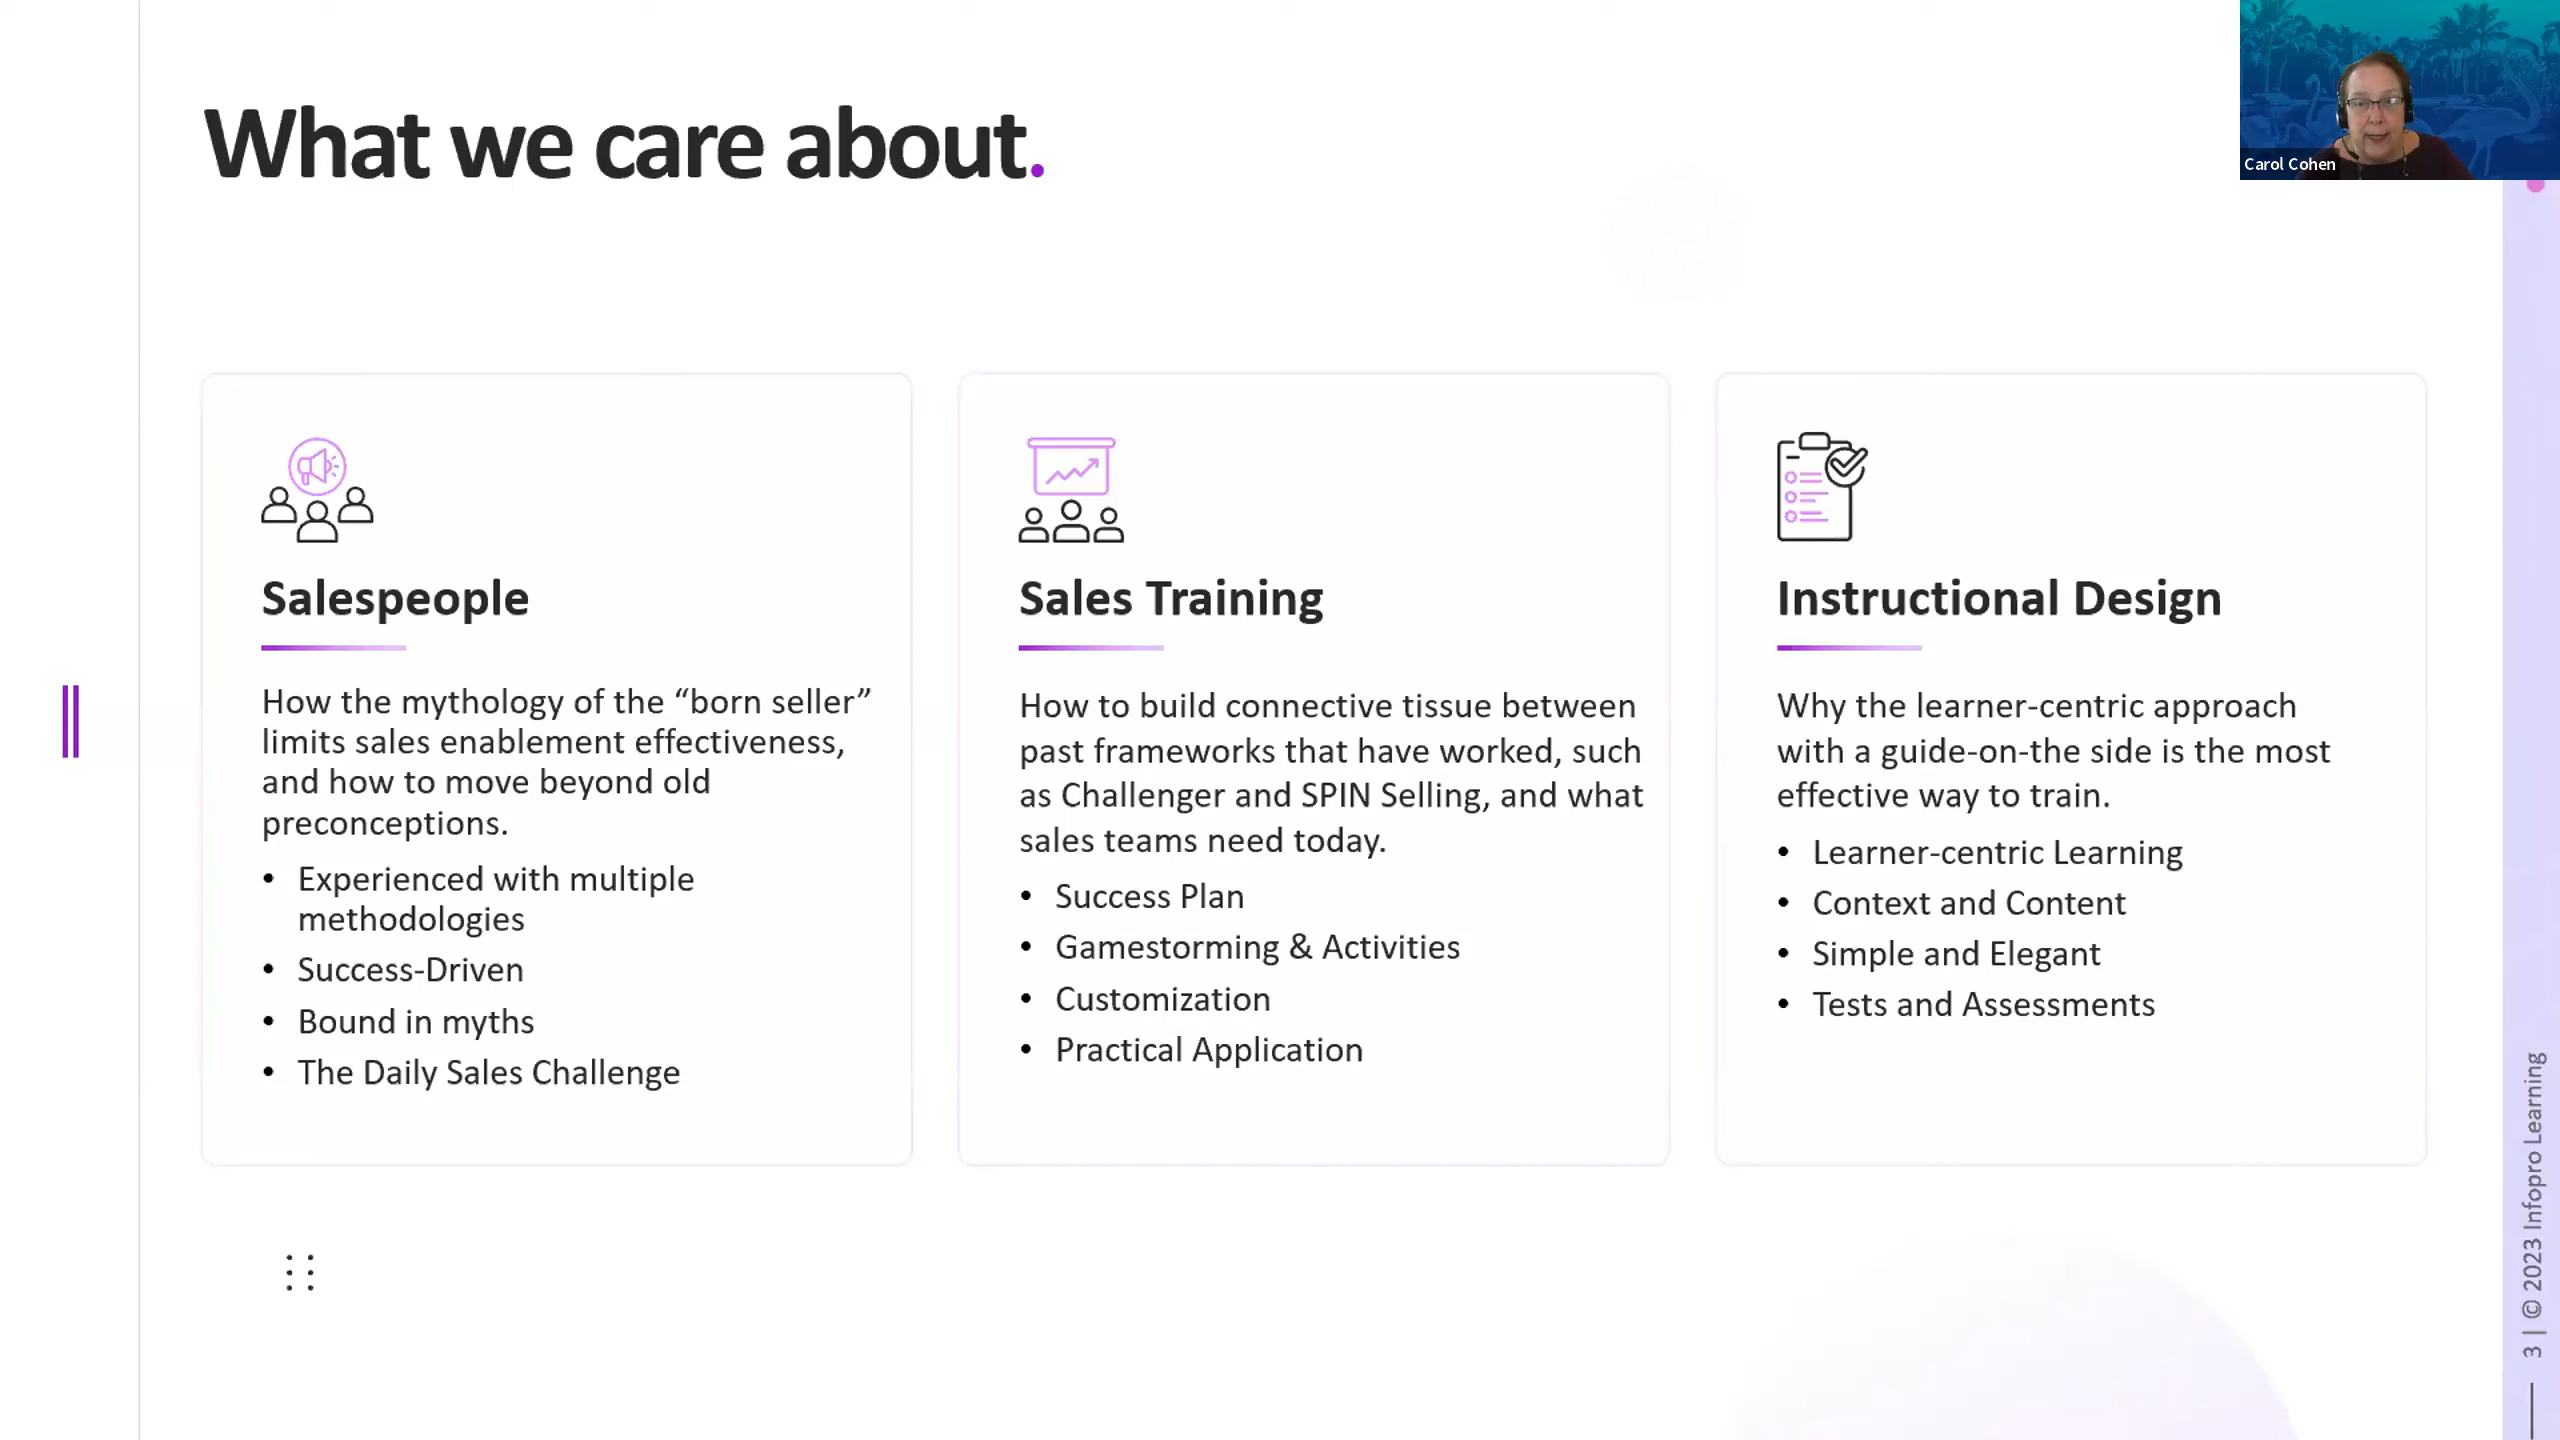 What we care about.
Carol Cohen
Salespeople
How the mythology of the “born seller”
limits sales enablement effectiveness,
and how to move beyond old
preconceptions.
• Experienced with multiple
methodologies
• Success-Driven
• Bound in myths
• The Daily Sales Challenge
Sales Training
How to build connective tissue between
past frameworks that have worked, such
as Challenger and SPIN Selling, and what
sales teams need today.
• Success Plan
• Gamestorming & Activities
• Customization
• Practical Application
Instructional Design
Why the learner-centric approach
with a guide-on-the side is the most
effective way to train.
• Learner-centric Learning
• Context and Content
• Simple and Elegant
• Tests and Assessments
3 | © 2023 Infopro Learning